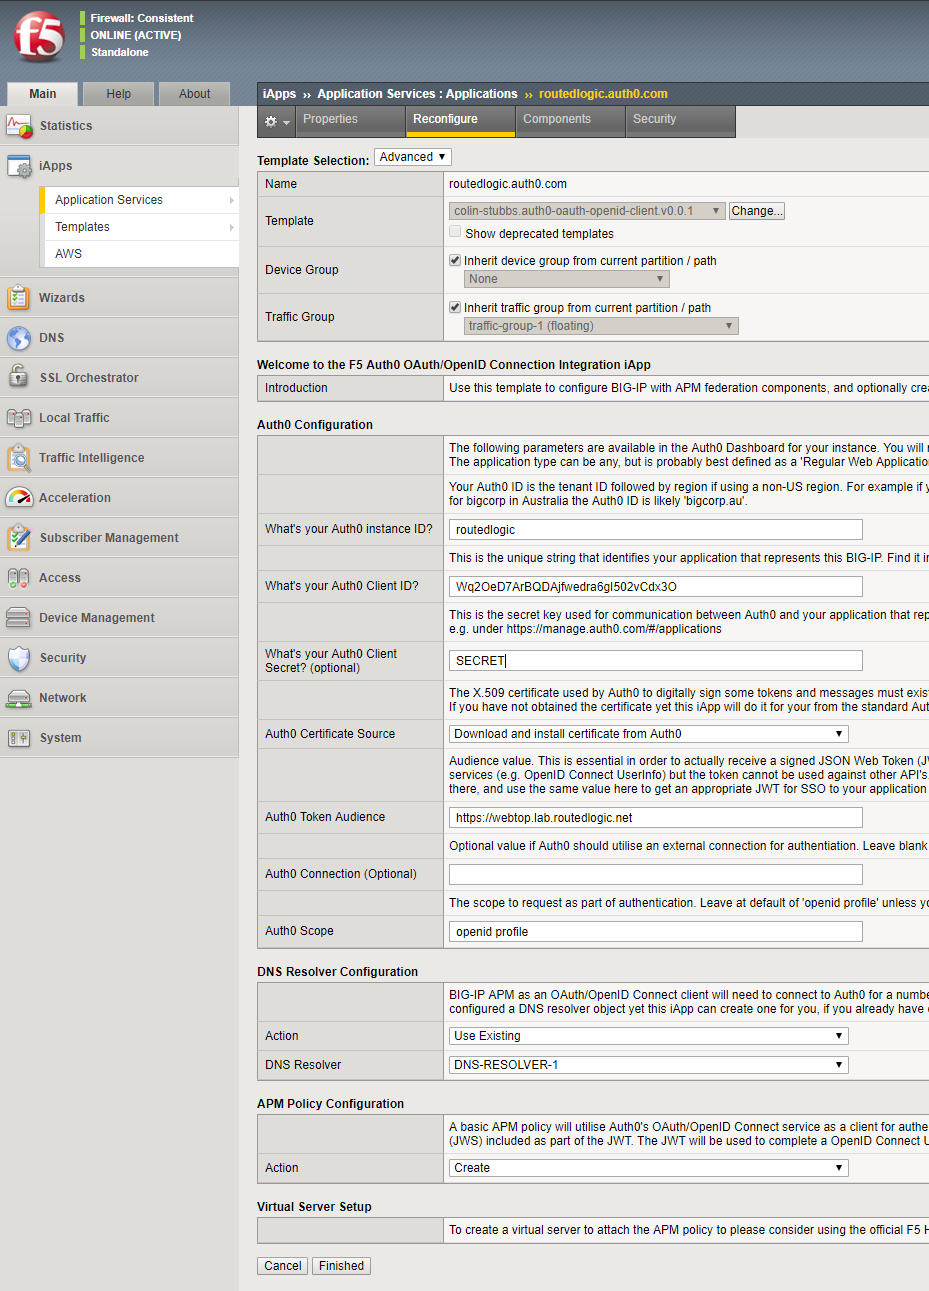 f5
Firewall: Consistent
ONLINE (ACTIVE)
Standalone
Main
Help
About
Statistics
iApps
Application Services
Templates
AWS
Wizards
DNS
SSL Orchestrator
Local Traffic
Traffic Intelligence
Acceleration
Subscriber Management
Access
Device Management
Security
Network
System
iApps ›› Application Services : Applications ›› routedlogic.auth0.com
Properties
Reconfigure
Components
Security
Template Selection: Advanced
Name
routedlogic.auth0.com
Template
colin-stubbs.auth0-oauth-openid-client.v0.0.1
Change...
Show deprecated templates
Device Group
Inherit device group from current partition / path
None
Traffic Group
Inherit traffic group from current partition / path
traffic-group-1 (floating)
Welcome to the F5 Auth0 OAuth/OpenID Connection Integration iApp
Introduction
Use this template to configure BIG-IP with APM federation components, and optionally cre
Auth0 Configuration
The following parameters are available in the Auth0 Dashboard for your instance. You will
The application type can be any, but is probably best defined as a 'Regular Web Applicatio
Your Auth0 ID is the tenant ID followed by region if using a non-US region. For example if
for bigcorp in Australia the Auth0 ID is likely 'bigcorp.au'.
What's your Auth0 instance ID?
routedlogic
This is the unique string that identifies your application that represents this BIG-IP. Find it i
What's your Auth0 Client ID?
Wq2OeD7ArBQDAjfwedra6gI502vCdx3O
This is the secret key used for communication between Auth0 and your application that rep
e.g. under https://manage.auth0.com/#/applications
What's your Auth0 Client
Secret? (optional)
SECRET
The X.509 certificate used by Auth0 to digitally sign some tokens and messages must exis
If you have not obtained the certificate yet this iApp will do it for your from the standard Aut
Auth0 Certificate Source
Download and install certificate from Auth0
Audience value. This is essential in order to actually receive a signed JSON Web Token (J
services (e.g. OpenID Connect UserInfo) but the token cannot be used against other API's.
there, and use the same value here to get an appropriate JWT for SSO to your application
Auth0 Token Audience
https://webtop.lab.routedlogic.net
Optional value if Auth0 should utilise an external connection for authentiation. Leave blank
Auth0 Connection (Optional)
The scope to request as part of authentication. Leave at default of 'openid profile' unless yo
Auth0 Scope
openid profile
DNS Resolver Configuration
BIG-IP APM as an OAuth/OpenID Connect client will need to connect to Auth0 for a numbe
configured a DNS resolver object yet this iApp can create one for you, if you already have
Action
Use Existing
DNS Resolver
DNS-RESOLVER-1
APM Policy Configuration
A basic APM policy will utilise Auth0's OAuth/OpenID Connect service as a client for authe
(JWS) included as part of the JWT. The JWT will be used to complete a OpenID Connect U
Action
Create
Virtual Server Setup
To create a virtual server to attach the APM policy to please consider using the official F5 H
Cancel
Finished